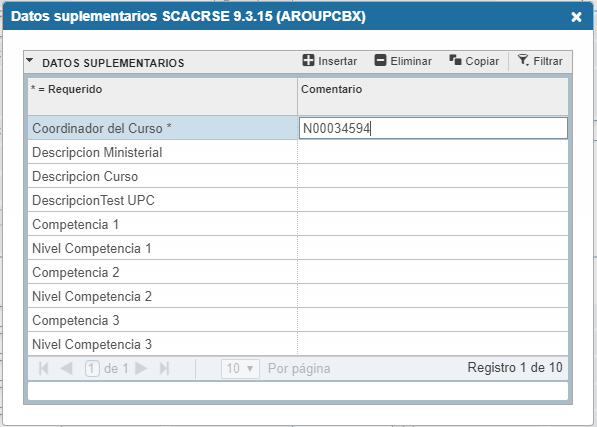 Datos suplementarios SCACRSE 9.3.15 (AROUPCBX)
DATOS SUPLEMENTARIOS Insertar Eliminar Copiar Filtrar
* = Requerido Comentario
Coordinador del Curso * N00034594
Descripcion Ministerial
Descripcion Curso
DescripcionTest UPC
Competencia 1
Nivel Competencia 1
Competencia 2
Nivel Competencia 2
Competencia 3
Nivel Competencia 3
1 de 1 10 Por página Registro 1 de 10